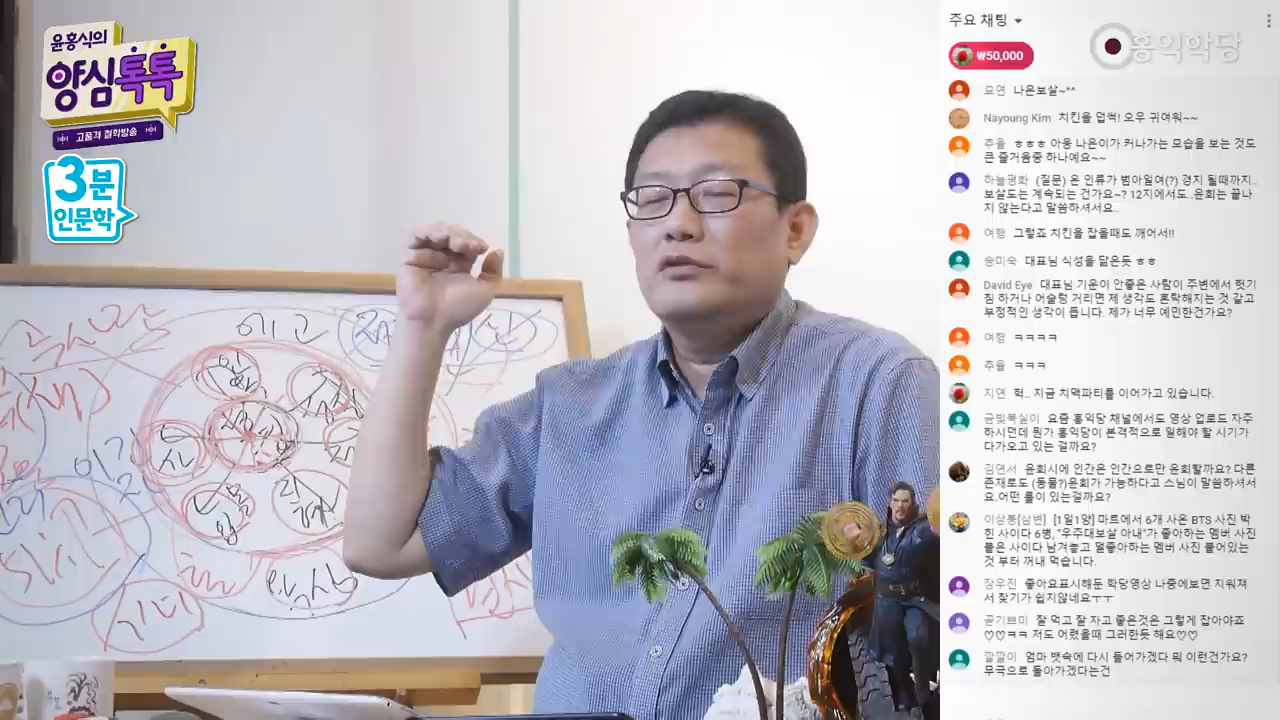 윤홍식의
양심톡톡
고품격 철학방송
3분
인문학
에고
양심
주요 채팅
₩50,000
홍익학당
묘연 나은보살~^^
Nayoung Kim 치킨을 덥썩! 오우 귀여워~~
주율 ㅎㅎㅎ 아웅 나은이가 커나가는 모습을 보는 것도
큰 즐거움중 하나예요~~
하늘평화 (질문) 온 인류가 범아일여(?) 경지 될때까지..
보살도는 계속되는 건가요~? 12지에서도..윤회는 끝나
지 않는다고 말씀하셔서요..
여행 그렇죠 치킨을 잡을때도 깨어서!!
송미숙 대표님 식성을 닮은듯 ㅎㅎ
David Eye 대표님 기운이 안좋은 사람이 주변에서 헛기
침 하거나 어슬렁 거리면 제 생각도 혼탁해지는 것 같고
부정적인 생각이 듭니다. 제가 너무 예민한건가요?
여행 ㅋㅋㅋㅋ
주율 ㅋㅋㅋ
지연 헉.. 지금 치맥파티를 이어가고 있습니다.
금빛복실이 요즘 홍익당 채널에서도 영상 업로드 자주
하시던데 뭔가 홍익당이 본격적으로 일해야 할 시기가
다가오고 있는 걸까요?
김연서 윤회시에 인간은 인간으로만 윤회할까요? 다른
존재로도 (동물?)윤회가 가능하다고 스님이 말씀하셔서
요.어떤 룰이 있는걸까요?
이상봉[삼변] [1일1양] 마트에서 6개 사온 BTS 사진 박
힌 사이다 6병, "우주대보살 아내"가 좋아하는 멤버 사진
붙은 사이다 남겨놓고 덜좋아하는 멤버 사진 붙어있는
것 부터 꺼내 먹습니다.
장우진 좋아요표시해둔 학당영상 나중에보면 지워져
서 찾기가 쉽지않네요ㅜㅜ
공기쁘미 잘 먹고 잘 자고 좋은것은 그렇게 잡아야죠
♡♡ㅋㅋ 저도 어렸을때 그러한듯 해요♡♡
팔팔이 엄마 뱃속에 다시 들어가겠다 뭐 이런건가요?
무극으로 돌아가겠다는건